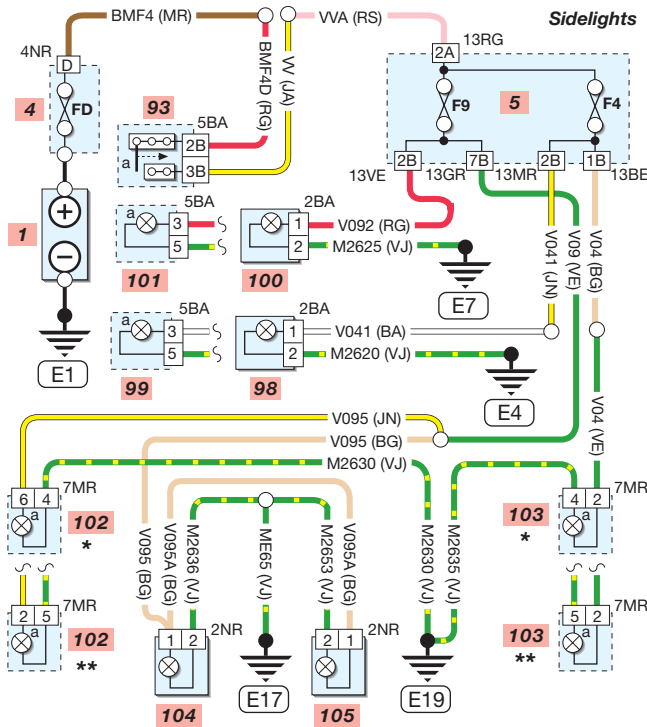 BMF4 (MR)
VVA (RS)
Sidelights
4NR
13RG
D
2A
BMF4D (RG)
VV (JA)
4
FD
93
5BA
F9
5
F4
a
2B
3B
2B
7B
2B
1B
13VE
13GR
13MR
13BE
+
1
−
5BA
2BA
a
3
5
1
2
V092 (RG)
M2625 (VJ)
101
100
E7
V041 (JN)
V09 (VE)
V04 (BG)
5BA
2BA
a
3
5
1
2
V041 (BA)
M2620 (VJ)
E1
99
98
E4
V095 (JN)
V095 (BG)
M2630 (VJ)
V04 (VE)
6
4
7MR
a
102
*
4
2
7MR
a
103
*
V095 (BG)
V095A (BG)
M2636 (VJ)
ME65 (VJ)
M2653 (VJ)
V095A (BG)
M2630 (VJ)
M2635 (VJ)
2
5
7MR
a
102
**
1
2
2NR
2
1
2NR
5
2
7MR
a
103
**
104
E17
105
E19